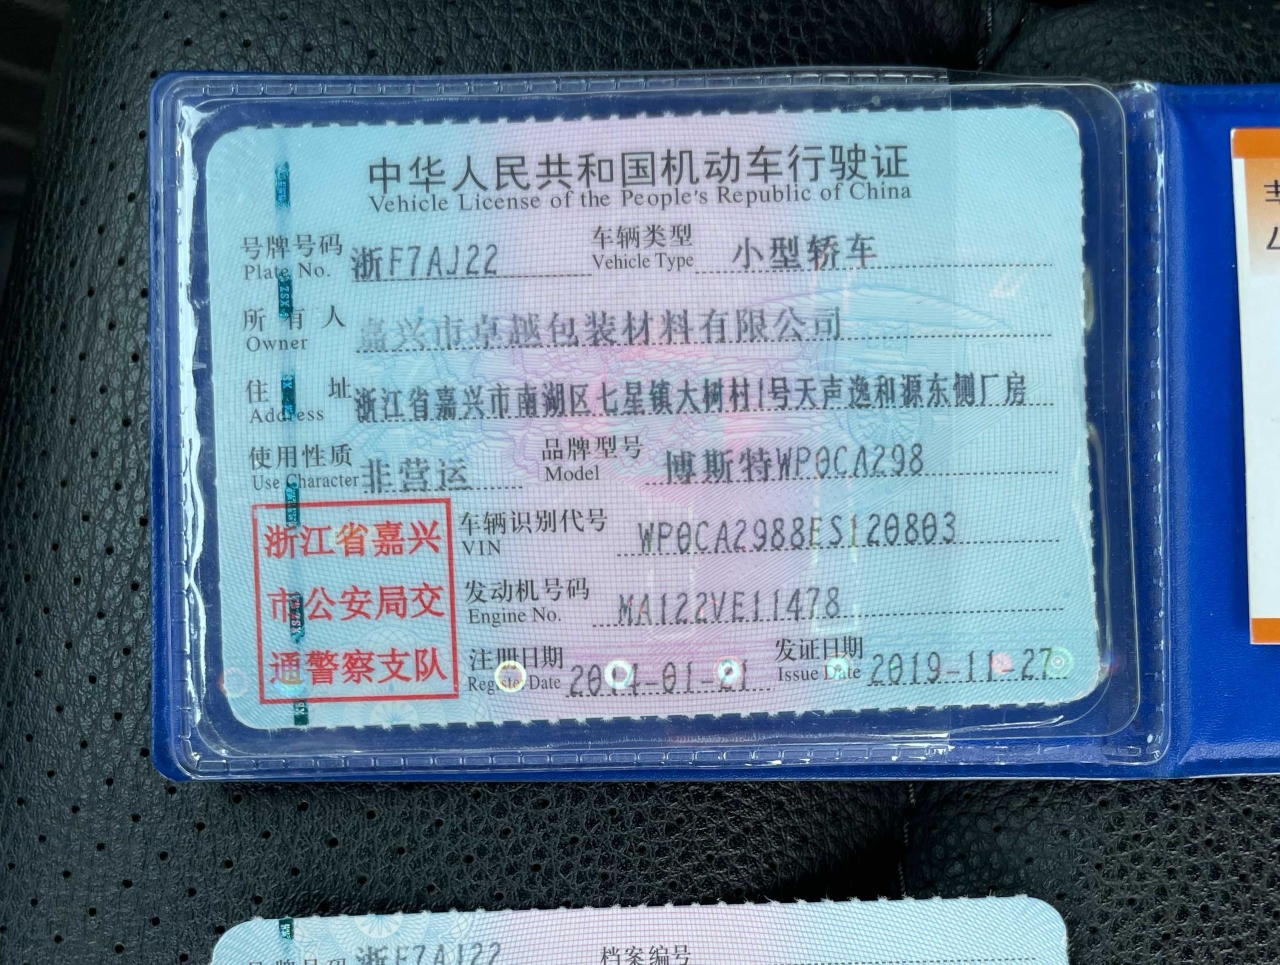 中华人民共和国机动车行驶证
Vehicle License of the People's Republic of China
号牌号码 浙F7AJ22 车辆类型 小型轿车
Plate No. Vehicle Type
所有人 嘉兴市卓越包装材料有限公司
Owner
住址 浙江省嘉兴市南湖区七星镇大树村1号天声逸和源东侧厂房
Address
使用性质 非营运 品牌型号 博斯特WP0CA298
Use Character Model
浙江省嘉兴
市公安局交
通警察支队
车辆识别代号 WP0CA2988ES120803
VIN
发动机号码 MA122VE11478
Engine No.
注册日期 2014-01-21 发证日期 2019-11-27
Register Date Issue Date
号牌号码 浙F7AJ22 档案编号